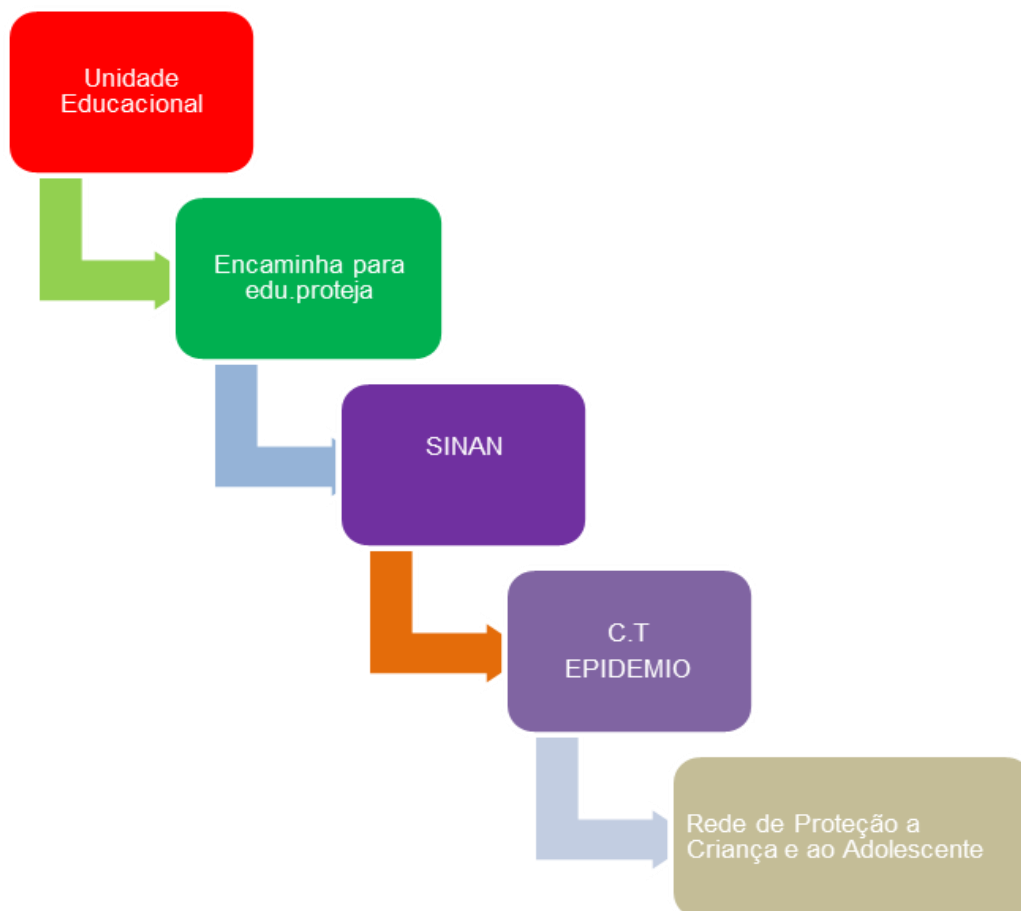 Unidade
Educacional
Encaminha para
edu.proteja
SINAN
C.T
EPIDEMIO
Rede de Proteção a
Criança e ao Adolescente